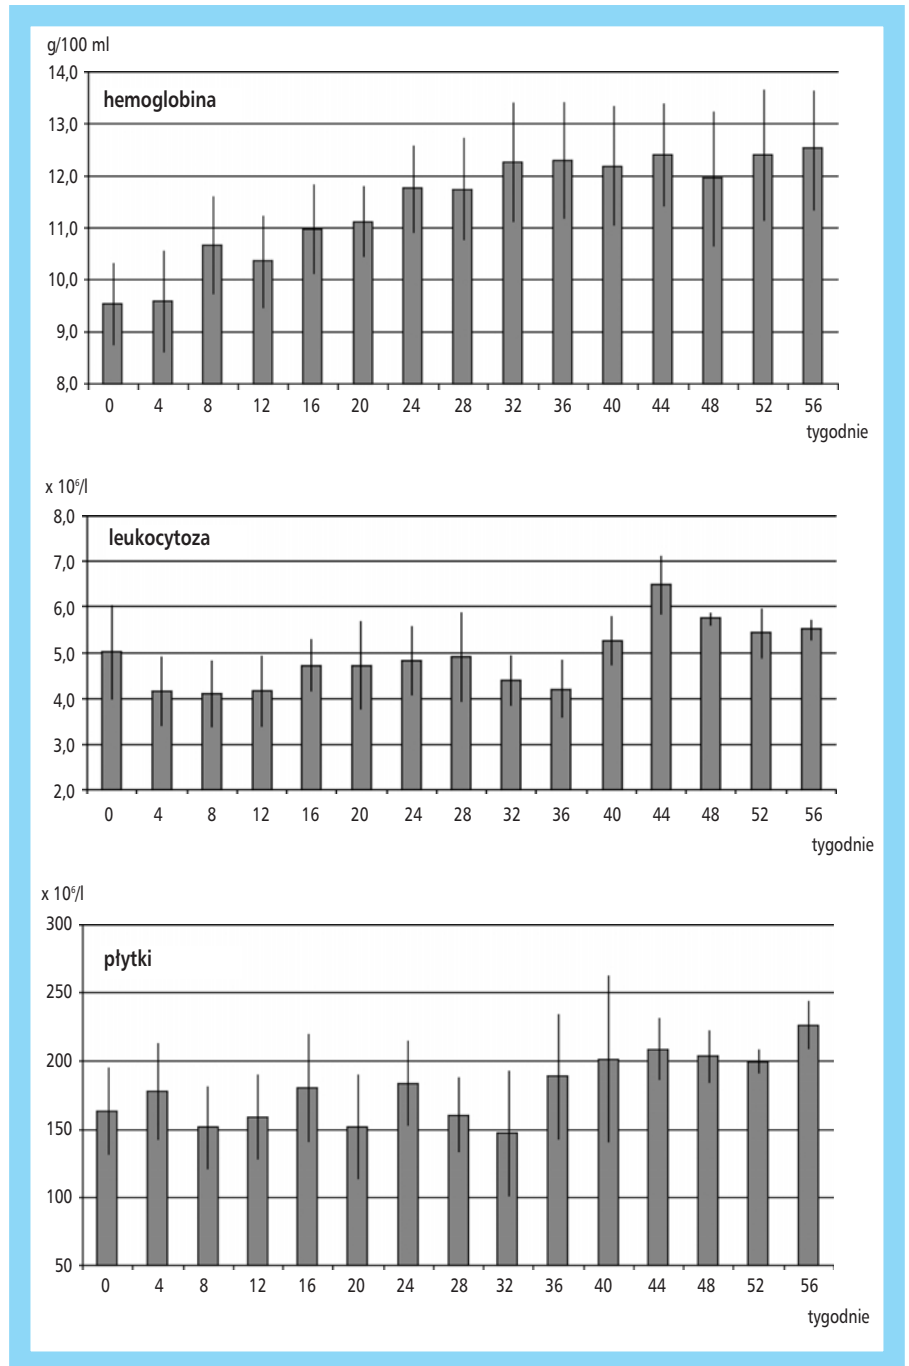 g/100 ml
14,0
hemoglobina
13,0
12,0
11,0
10,0
9,0
8,0
0 4 8 12 16 20 24 28 32 36 40 44 48 52 56
tygodnie
x 10⁶/l
8,0
leukocytoza
7,0
6,0
5,0
4,0
3,0
2,0
0 4 8 12 16 20 24 28 32 36 40 44 48 52 56
tygodnie
x 10⁶/l
300
płytki
250
200
150
100
50
0 4 8 12 16 20 24 28 32 36 40 44 48 52 56
tygodnie